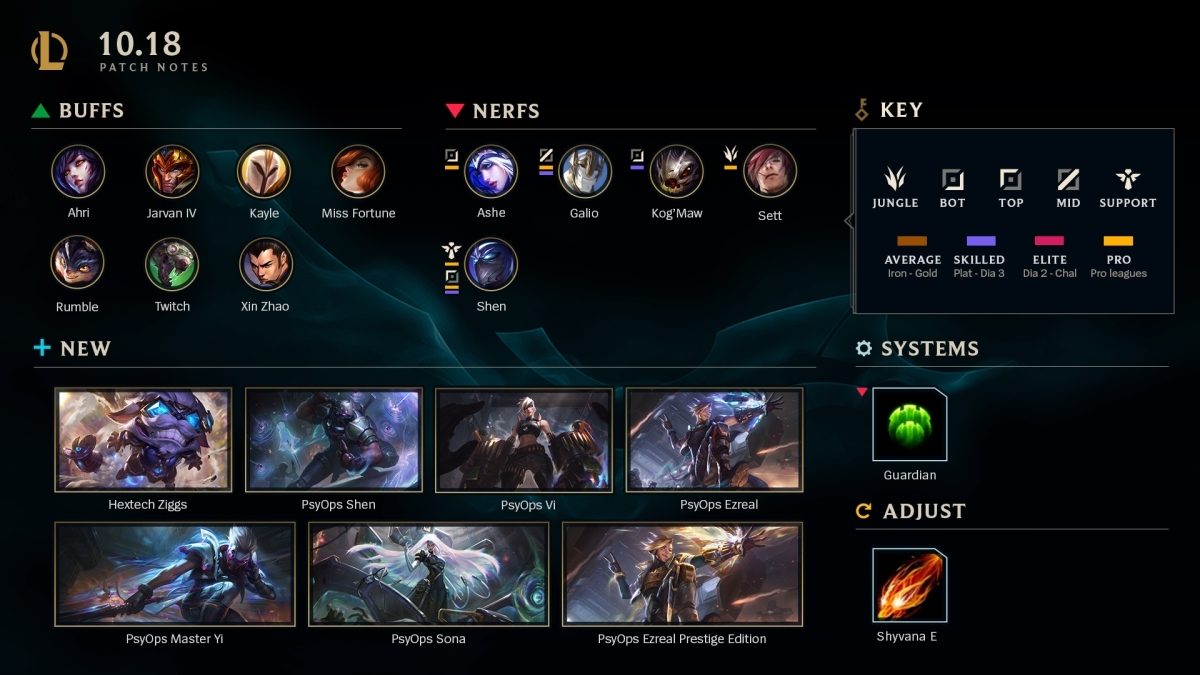 10.18
PATCH NOTES
BUFFS
Ahri
Jarvan IV
Kayle
Miss Fortune
Rumble
Twitch
Xin Zhao
NERFS
Ashe
Galio
Kog'Maw
Sett
Shen
KEY
JUNGLE
BOT
TOP
MID
SUPPORT
AVERAGE
Iron - Gold
SKILLED
Plat - Dia 3
ELITE
Dia 2 - Chal
PRO
Pro leagues
NEW
Hextech Ziggs
PsyOps Shen
PsyOps Vi
PsyOps Ezreal
PsyOps Master Yi
PsyOps Sona
PsyOps Ezreal Prestige Edition
SYSTEMS
Guardian
ADJUST
Shyvana E